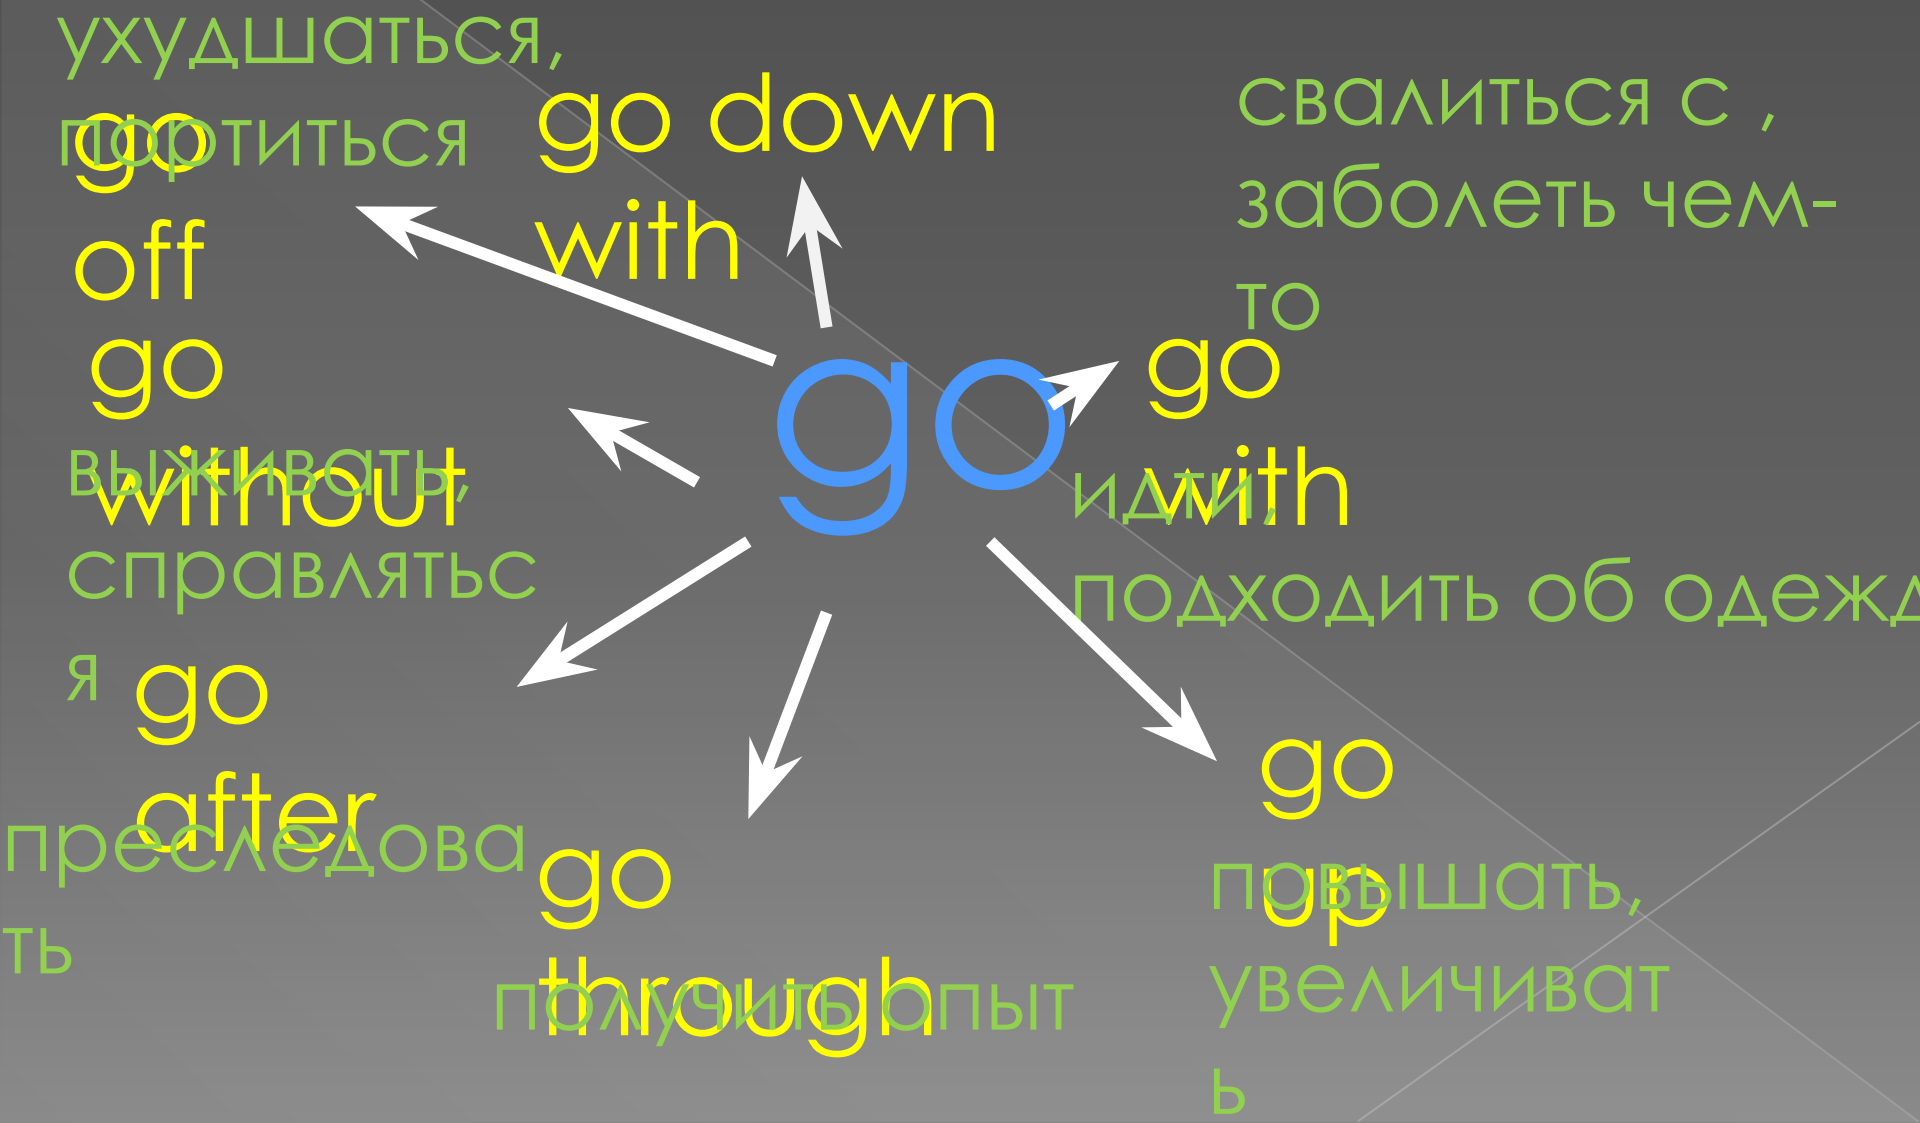 ухудшаться,
портиться
go
off
go down
with
свалиться с ,
заболеть чем-
то
go
go
without
выживать,
справлятьс
я
go
with
идти ,
подходить об одежд
go
after
преследова
ть
go
through
получить опыт
go
up
повышать,
увеличиват
ь